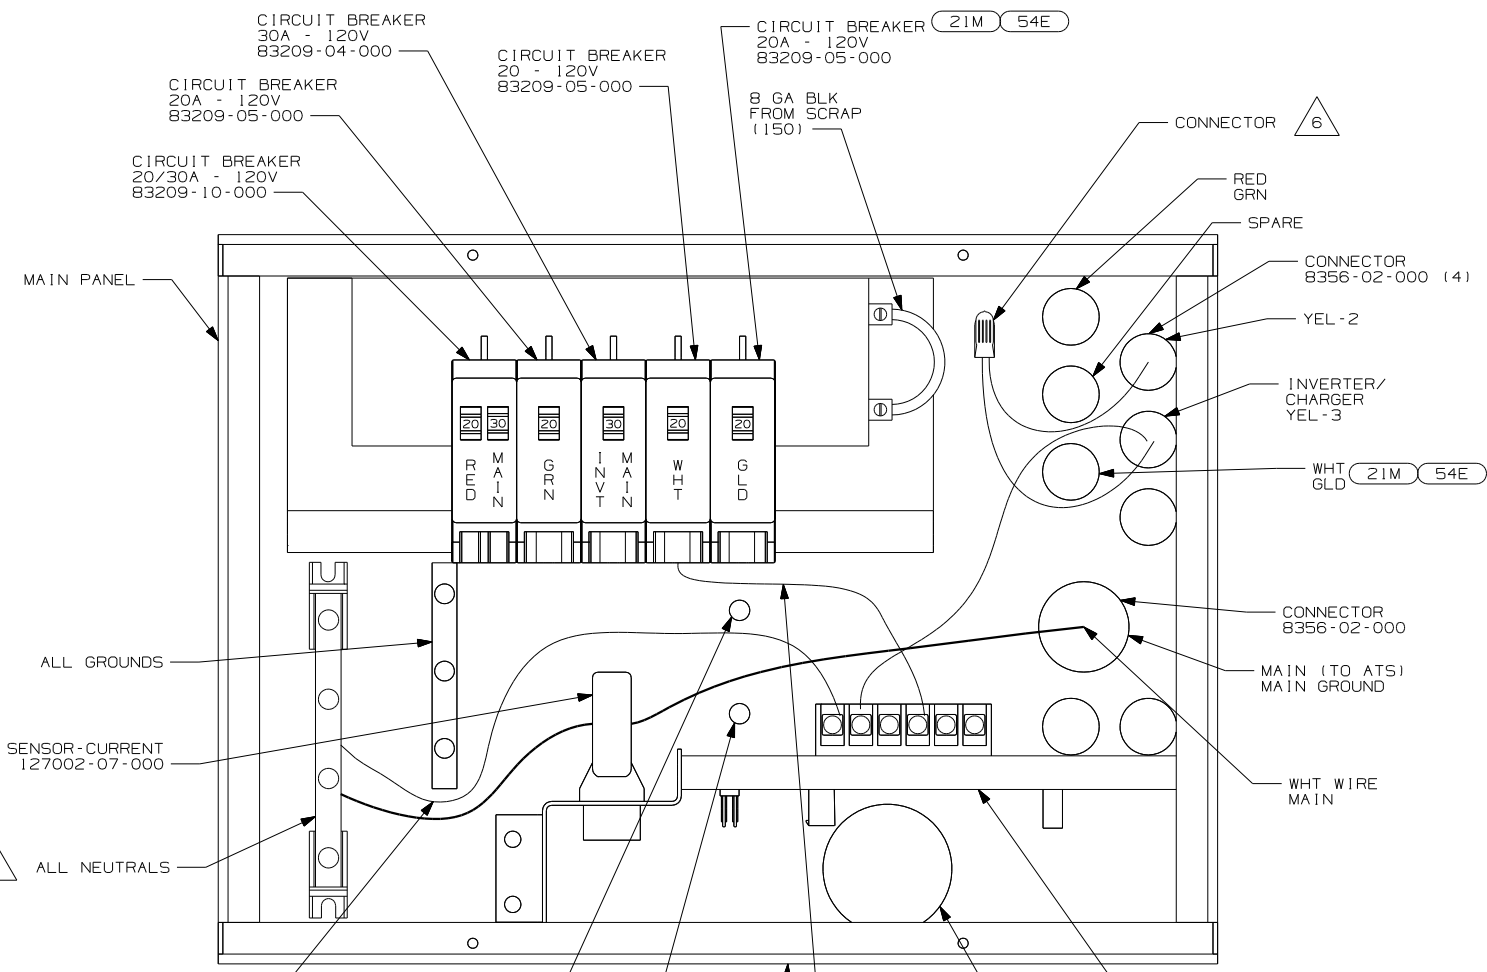 CIRCUIT BREAKER
30A - 120V
83209-04-000
CIRCUIT BREAKER
20 - 120V
83209-05-000
CIRCUIT BREAKER 21M 54E
20A - 120V
83209-05-000
CIRCUIT BREAKER
20A - 120V
83209-05-000
8 GA BLK
FROM SCRAP
(150)
CONNECTOR 6
CIRCUIT BREAKER
20/30A - 120V
83209-10-000
RED
GRN
SPARE
MAIN PANEL
CONNECTOR
8356-02-000 (4)
YEL-2
INVERTER/
CHARGER
YEL-3
20 30 20 30 20 20
RED
MAIN
GRN
INVT
MAIN
WHT
GLD
WHT 21M 54E
GLD
CONNECTOR
8356-02-000
ALL GROUNDS
MAIN (TO ATS)
MAIN GROUND
SENSOR-CURRENT
127002-07-000
WHT WIRE
MAIN
ALL NEUTRALS